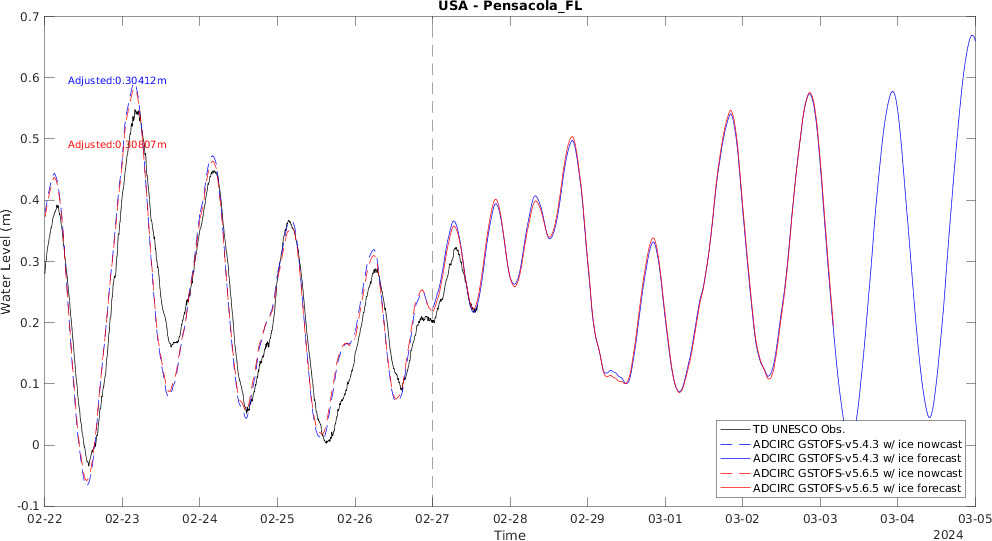 USA - Pensacola_FL
0.7
0.6
0.5
0.4
0.3
0.2
0.1
0
-0.1
Water Level (m)
Adjusted:0.30412m
Adjusted:0.30807m
TD UNESCO Obs.
ADCIRC GSTOFS-v5.4.3 w/ ice nowcast
ADCIRC GSTOFS-v5.4.3 w/ ice forecast
ADCIRC GSTOFS-v5.6.5 w/ ice nowcast
ADCIRC GSTOFS-v5.6.5 w/ ice forecast
02-22 02-23 02-24 02-25 02-26 02-27 02-28 02-29 03-01 03-02 03-03 03-04 03-05
Time
2024